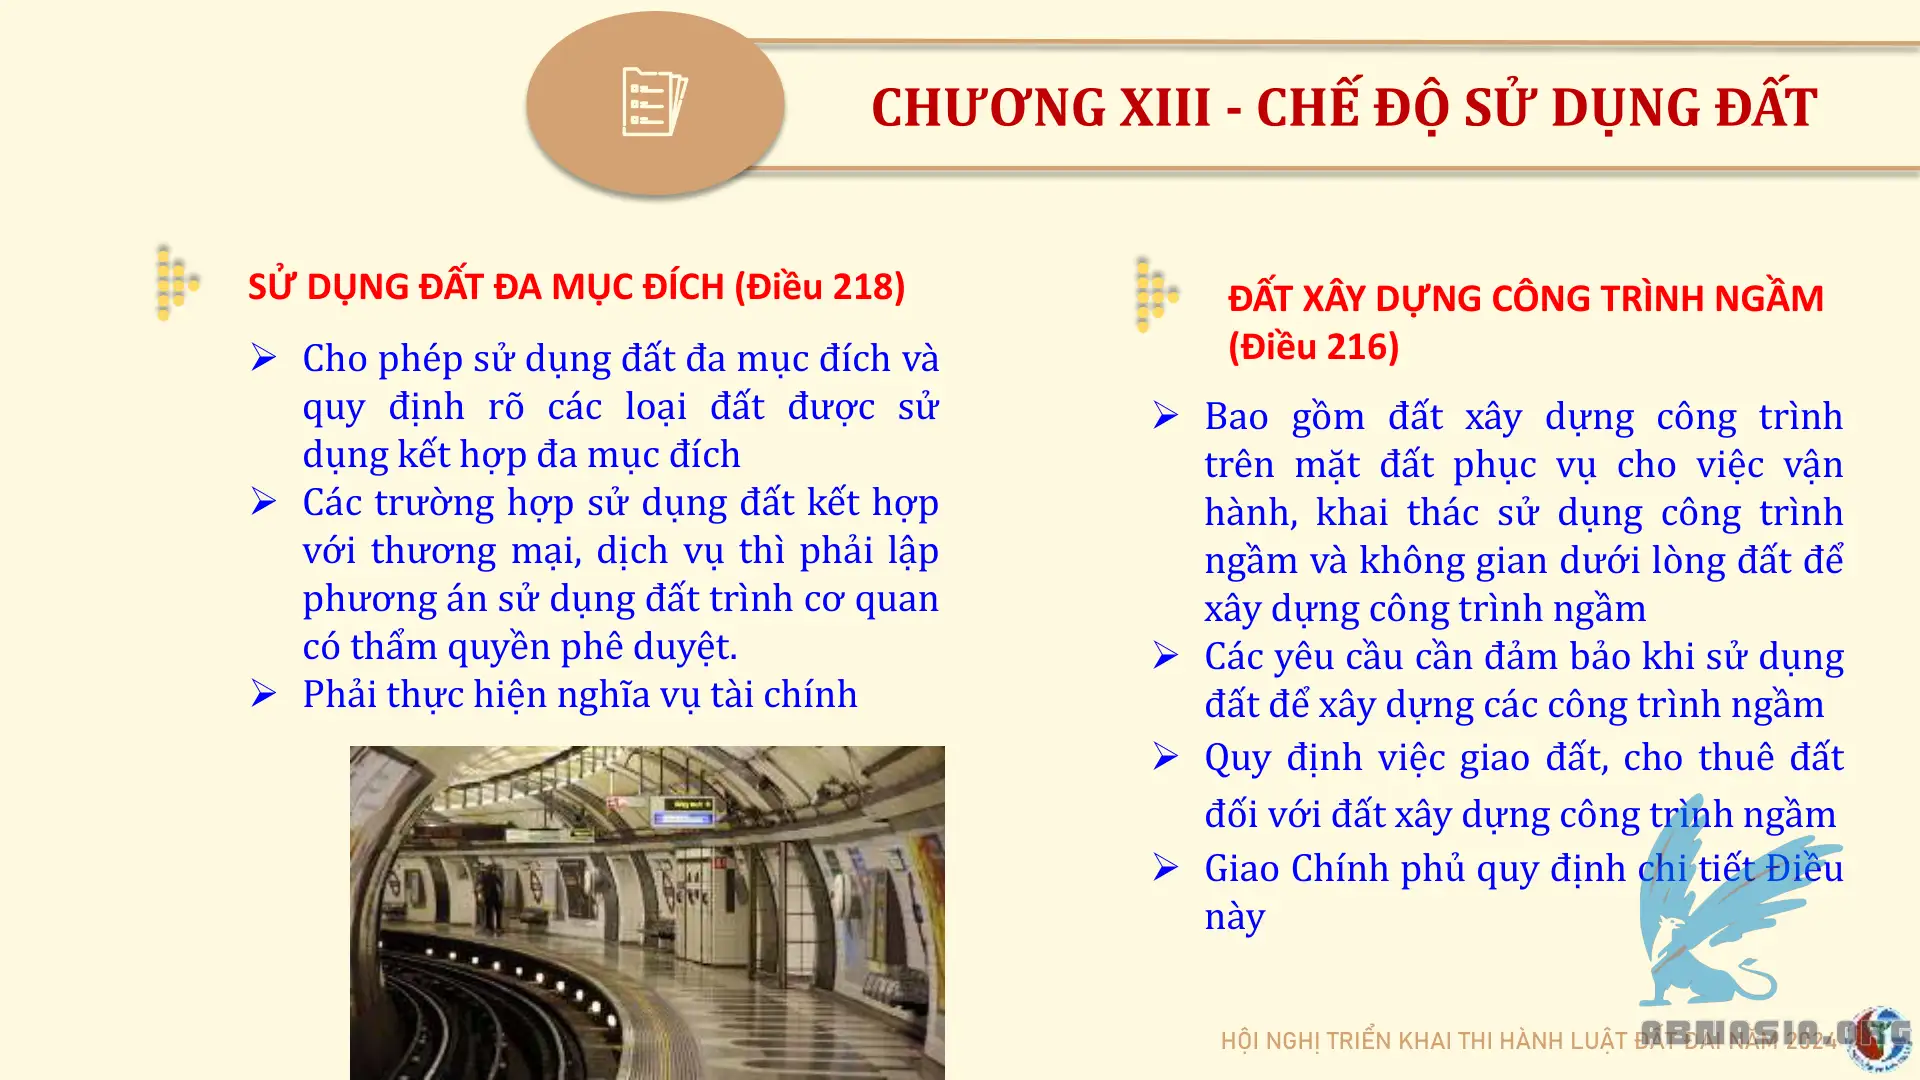 CHƯƠNG XIII - CHẾ ĐỘ SỬ DỤNG ĐẤT
SỬ DỤNG ĐẤT ĐA MỤC ĐÍCH (Điều 218)
➢ Cho phép sử dụng đất đa mục đích và
quy định rõ các loại đất được sử
dụng kết hợp đa mục đích
➢ Các trường hợp sử dụng đất kết hợp
với thương mại, dịch vụ thì phải lập
phương án sử dụng đất trình cơ quan
có thẩm quyền phê duyệt.
➢ Phải thực hiện nghĩa vụ tài chính
ĐẤT XÂY DỰNG CÔNG TRÌNH NGẦM
(Điều 216)
➢ Bao gồm đất xây dựng công trình
trên mặt đất phục vụ cho việc vận
hành, khai thác sử dụng công trình
ngầm và không gian dưới lòng đất để
xây dựng công trình ngầm
➢ Các yêu cầu cần đảm bảo khi sử dụng
đất để xây dựng các công trình ngầm
➢ Quy định việc giao đất, cho thuê đất
đối với đất xây dựng công trình ngầm
➢ Giao Chính phủ quy định chi tiết Điều
này
HỘI NGHỊ TRIỂN KHAI THI HÀNH LUẬT ĐẤT ĐAI NĂM 2024
ABMASIA.ORG